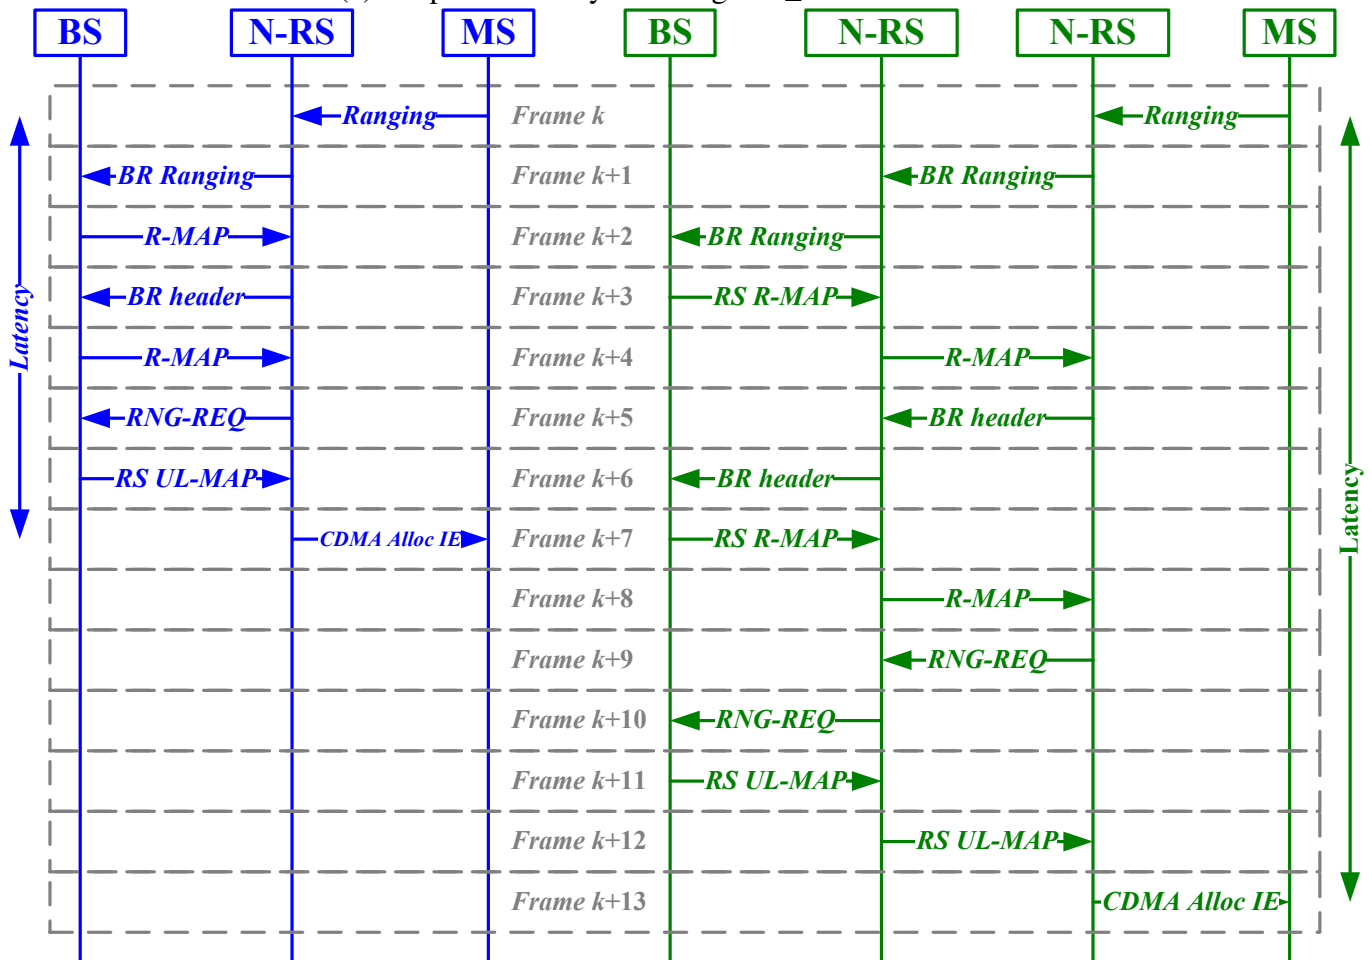 BS N-RS MS BS N-RS N-RS MS
Ranging Frame k Ranging
BR Ranging Frame k+1 BR Ranging
R-MAP Frame k+2 BR Ranging
BR header Frame k+3 RS R-MAP
Latency
R-MAP Frame k+4 R-MAP
RNG-REQ Frame k+5 BR header
RS UL-MAP Frame k+6 BR header
Latency
CDMA Alloc IE Frame k+7 RS R-MAP
Frame k+8 R-MAP
Frame k+9 RNG-REQ
Frame k+10 RNG-REQ
Frame k+11 RS UL-MAP
Frame k+12 RS UL-MAP
Frame k+13 CDMA Alloc IE